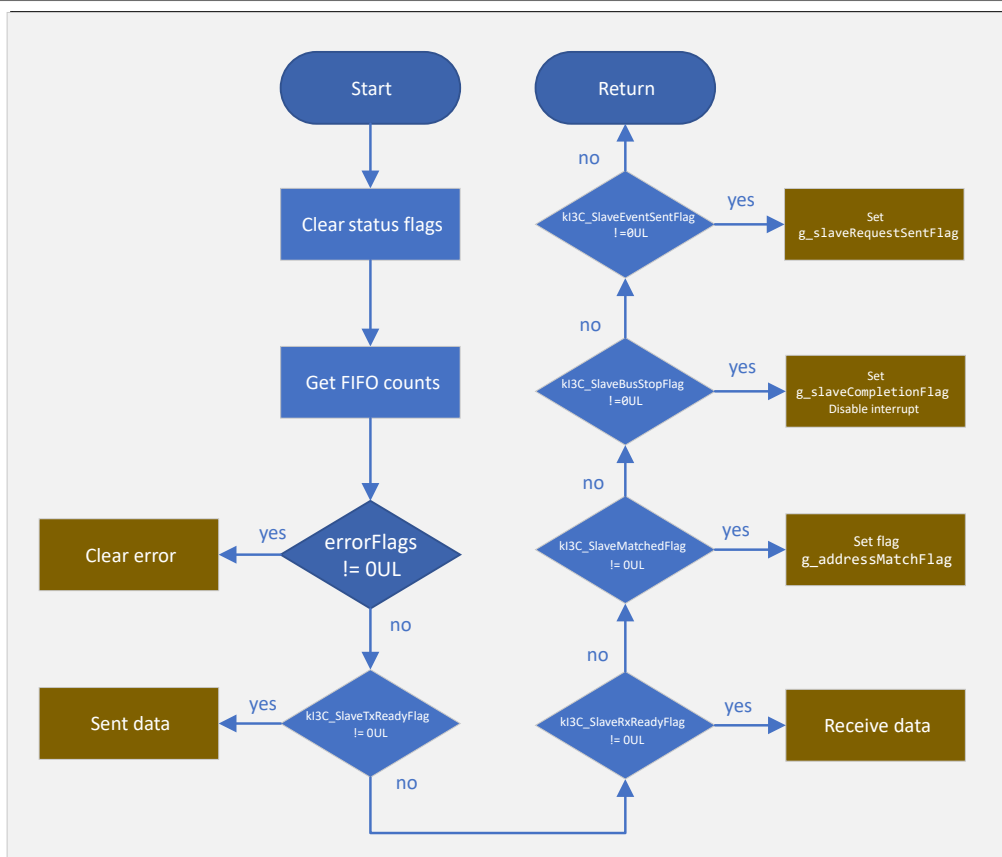 Start
Clear status flags
Get FIFO counts
errorFlags
!= 0UL
yes
Clear error
no
kI3C_SlaveTxReadyFlag
!= 0UL
yes
Sent data
no
kI3C_SlaveRxReadyFlag
!= 0UL
yes
Receive data
no
kI3C_SlaveMatchedFlag
!= 0UL
yes
Set flag
g_addressMatchFlag
no
kI3C_SlaveBusStopFlag
!=0UL
yes
Set
g_slaveCompletionFlag
Disable interrupt
no
kI3C_SlaveEventSentFlag
!=0UL
yes
Set
g_slaveRequestSentFlag
no
Return